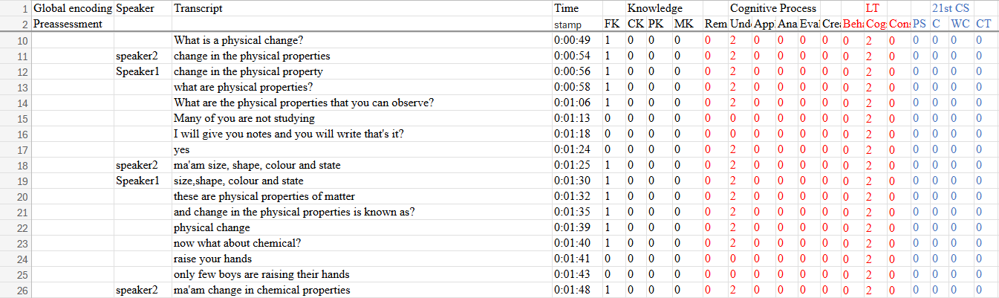 1 Global encoding Speaker Transcript Time Knowledge Cognitive Process LT 21st CS
2 Preassessment stamp FK CK PK MK Rem Und App Ana Eval Crea Beha Cog Cons PS C WC CT
10 What is a physical change? 0:00:49 1 0 0 0 0 2 0 0 0 0 0 2 0 0 0 0 0
11 speaker2 change in the physical properties 0:00:54 1 0 0 0 0 2 0 0 0 0 0 2 0 0 0 0 0
12 Speaker1 change in the physical property 0:00:56 1 0 0 0 0 2 0 0 0 0 0 2 0 0 0 0 0
13 what are physical properties? 0:00:58 1 0 0 0 0 2 0 0 0 0 0 2 0 0 0 0 0
14 What are the physical properties that you can observe? 0:01:06 1 0 0 0 0 2 0 0 0 0 0 2 0 0 0 0 0
15 Many of you are not studying 0:01:13 0 0 0 0 0 0 0 0 0 0 0 2 0 0 0 0 0
16 I will give you notes and you will write that's it? 0:01:18 0 0 0 0 0 0 0 0 0 0 0 2 0 0 0 0 0
17 yes 0:01:24 0 0 0 0 0 2 0 0 0 0 0 2 0 0 0 0 0
18 speaker2 ma'am size, shape, colour and state 0:01:25 1 0 0 0 0 2 0 0 0 0 0 2 0 0 0 0 0
19 Speaker1 size,shape, colour and state 0:01:30 1 0 0 0 0 2 0 0 0 0 0 2 0 0 0 0 0
20 these are physical properties of matter 0:01:32 1 0 0 0 0 2 0 0 0 0 0 2 0 0 0 0 0
21 and change in the physical properties is known as? 0:01:35 1 0 0 0 0 2 0 0 0 0 0 2 0 0 0 0 0
22 physical change 0:01:39 1 0 0 0 0 2 0 0 0 0 0 2 0 0 0 0 0
23 now what about chemical? 0:01:40 1 0 0 0 0 2 0 0 0 0 0 2 0 0 0 0 0
24 raise your hands 0:01:41 0 0 0 0 0 0 0 0 0 0 0 2 0 0 0 0 0
25 only few boys are raising their hands 0:01:43 0 0 0 0 0 0 0 0 0 0 0 2 0 0 0 0 0
26 speaker2 ma'am change in chemical properties 0:01:48 1 0 0 0 0 2 0 0 0 0 0 2 0 0 0 0 0